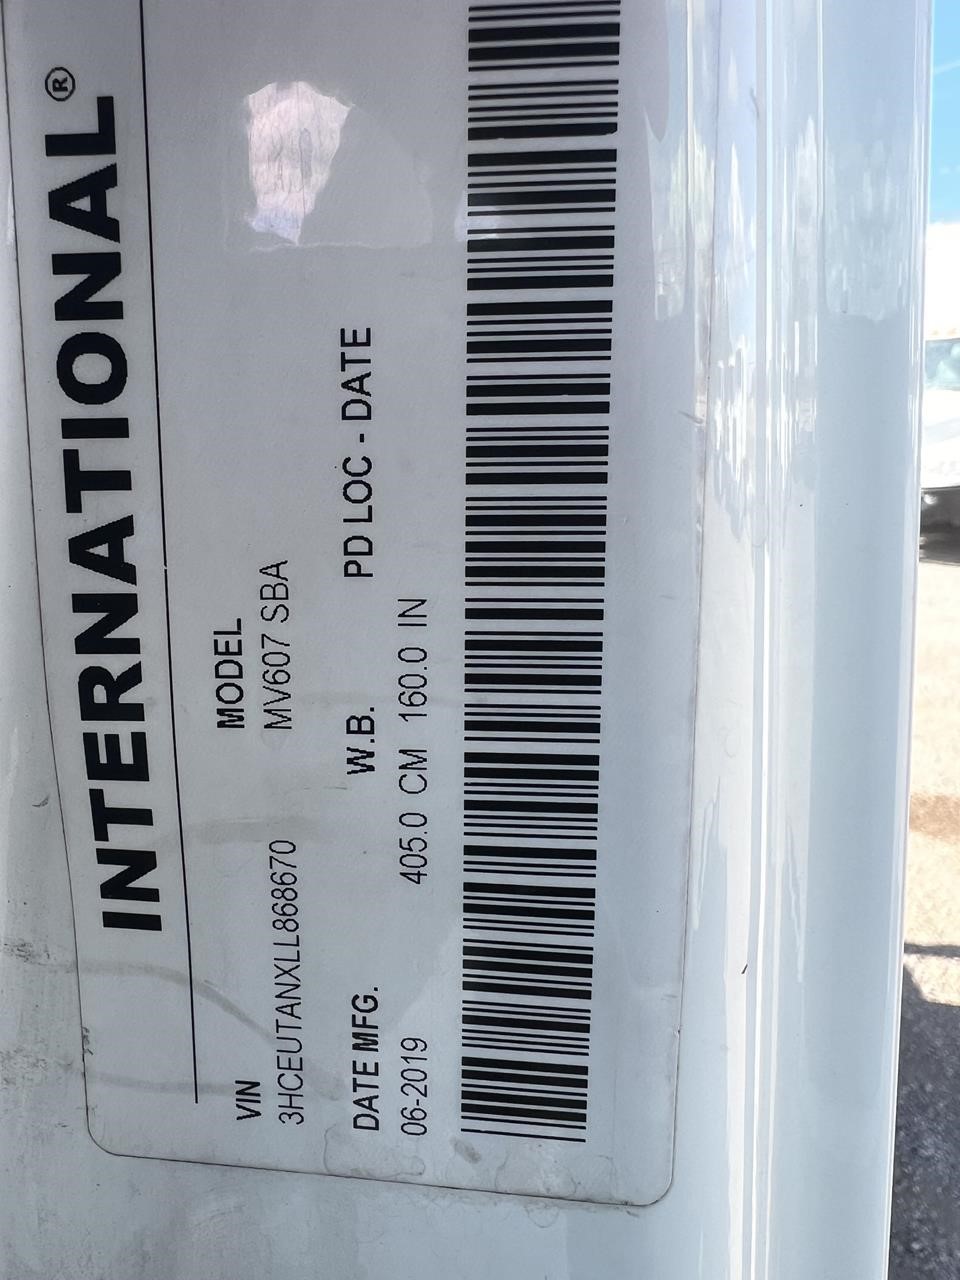 INTERNATIONAL®
VIN MODEL
3HCEUTANXLL868670 MV607 SBA
DATE MFG. W.B. PD LOC - DATE
06-2019 405.0 CM 160.0 IN